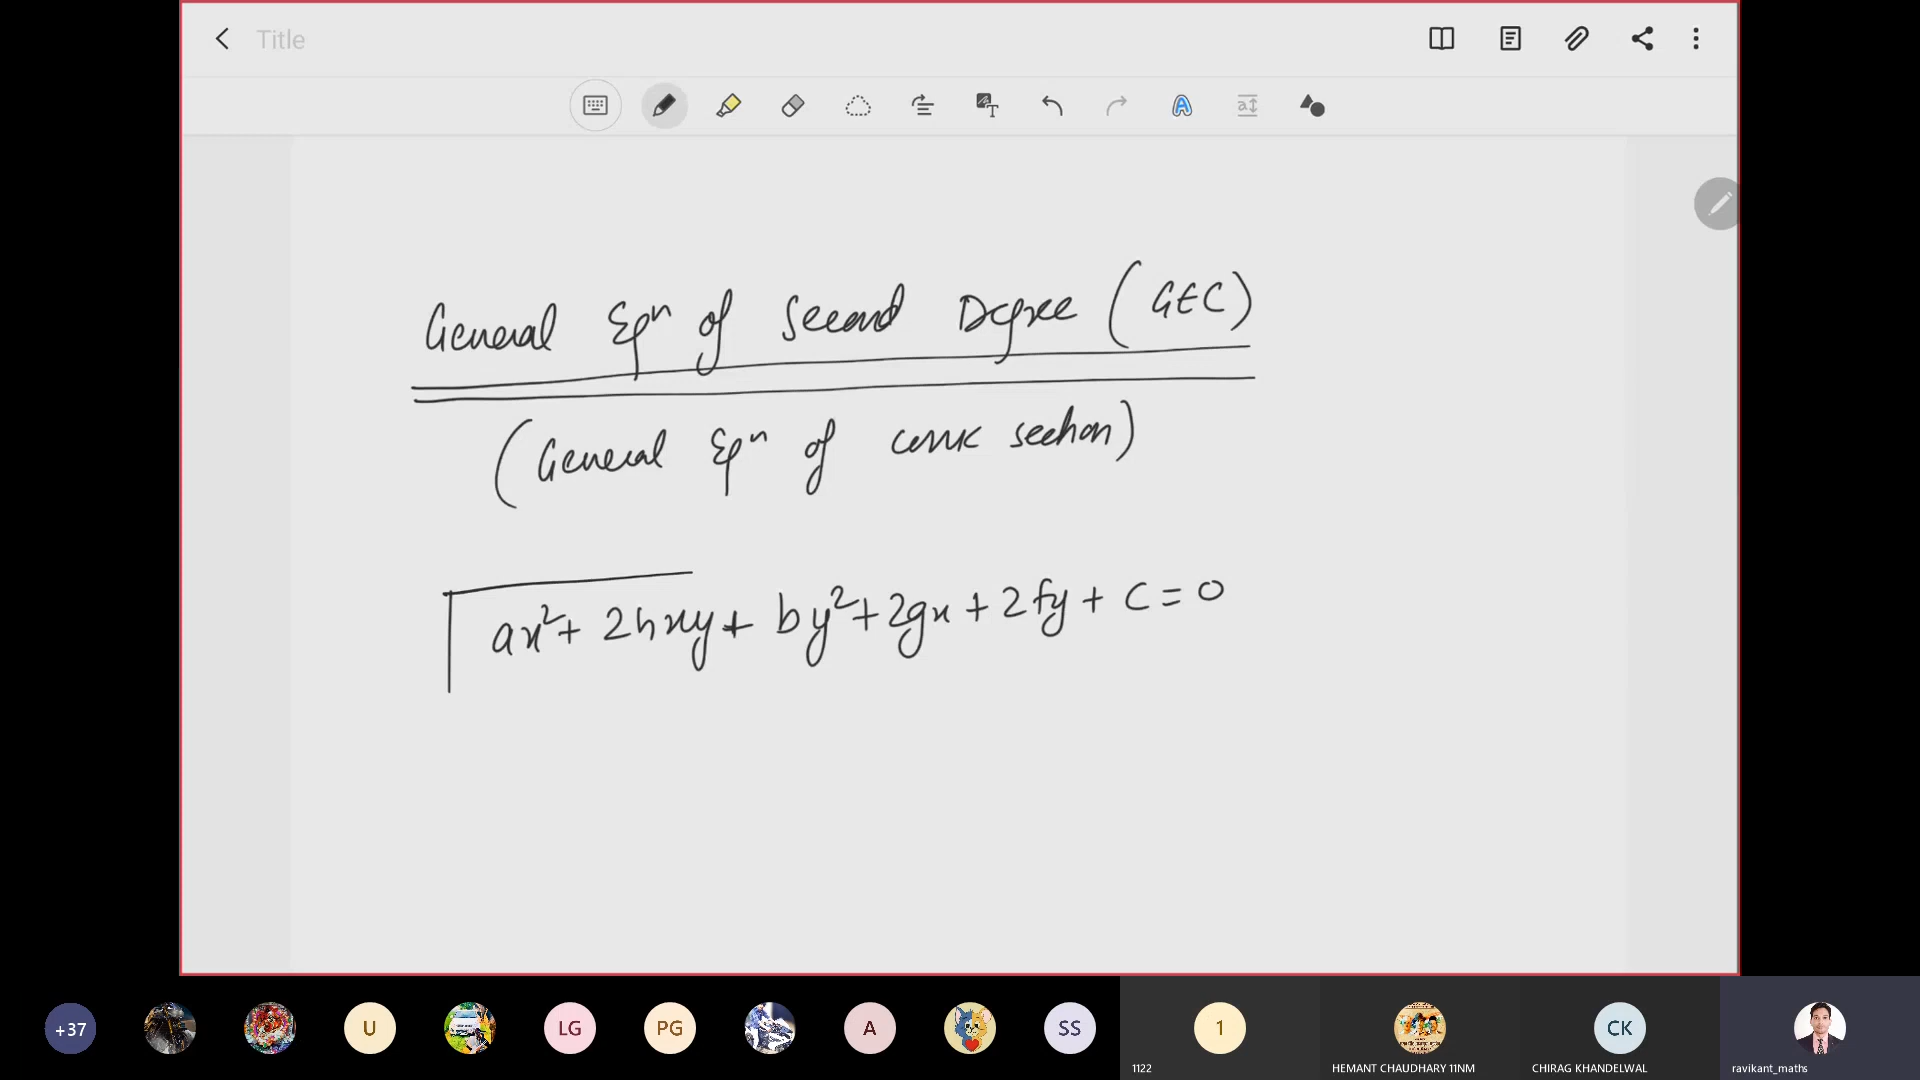 Title
General Eqⁿ of Second Degree (GEC)
(General Eqⁿ of conic section)
ax²+ 2hxy + by²+2gx + 2fy + c = 0
+37
U
LG
PG
A
SS
1
CK
1122
HEMANT CHAUDHARY 11NM
CHIRAG KHANDELWAL
ravikant_maths